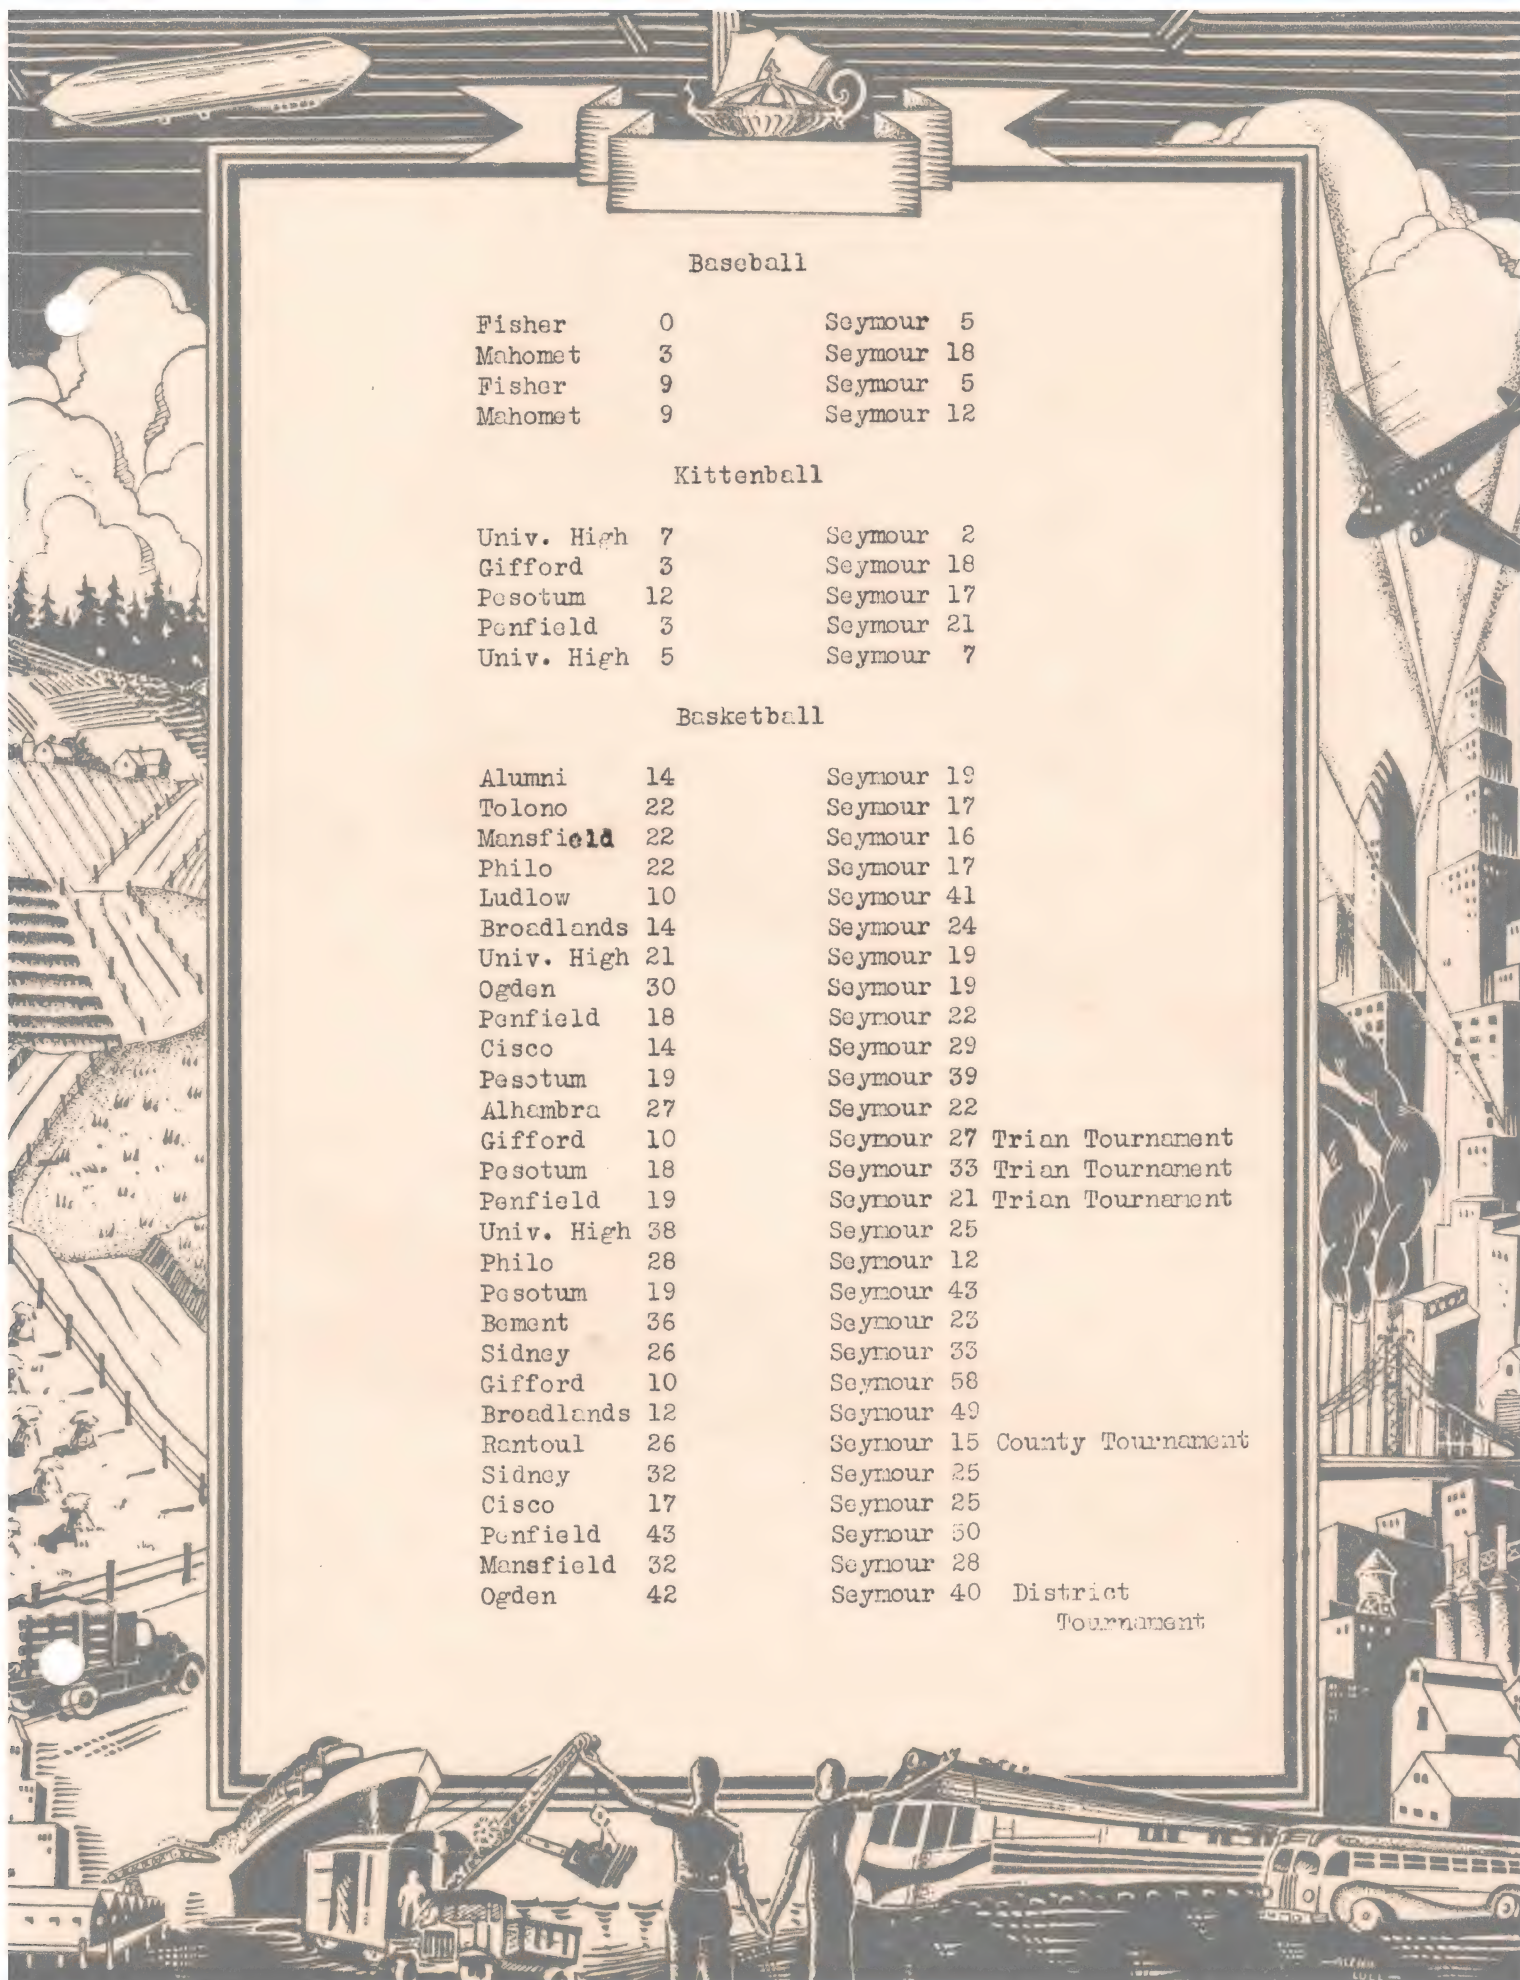 Baseball
Fisher 0 Seymour 5
Mahomet 3 Seymour 18
Fisher 9 Seymour 5
Mahomet 9 Seymour 12
Kittenball
Univ. High 7 Seymour 2
Gifford 3 Seymour 18
Pesotum 12 Seymour 17
Penfield 3 Seymour 21
Univ. High 5 Seymour 7
Basketball
Alumni 14 Seymour 19
Tolono 22 Seymour 17
Mansfield 22 Seymour 16
Philo 22 Seymour 17
Ludlow 10 Seymour 41
Broadlands 14 Seymour 24
Univ. High 21 Seymour 19
Ogden 30 Seymour 19
Penfield 18 Seymour 22
Cisco 14 Seymour 29
Pesotum 19 Seymour 39
Alhambra 27 Seymour 22
Gifford 10 Seymour 27 Trian Tournament
Pesotum 18 Seymour 33 Trian Tournament
Penfield 19 Seymour 21 Trian Tournament
Univ. High 38 Seymour 25
Philo 28 Seymour 12
Pesotum 19 Seymour 43
Bement 36 Seymour 23
Sidney 26 Seymour 33
Gifford 10 Seymour 58
Broadlands 12 Seymour 49
Rantoul 26 Seymour 15 County Tournament
Sidney 32 Seymour 25
Cisco 17 Seymour 25
Penfield 43 Seymour
Mansfield 32 Seymour 28
Ogden 42 Seymour 40 District
Tournament